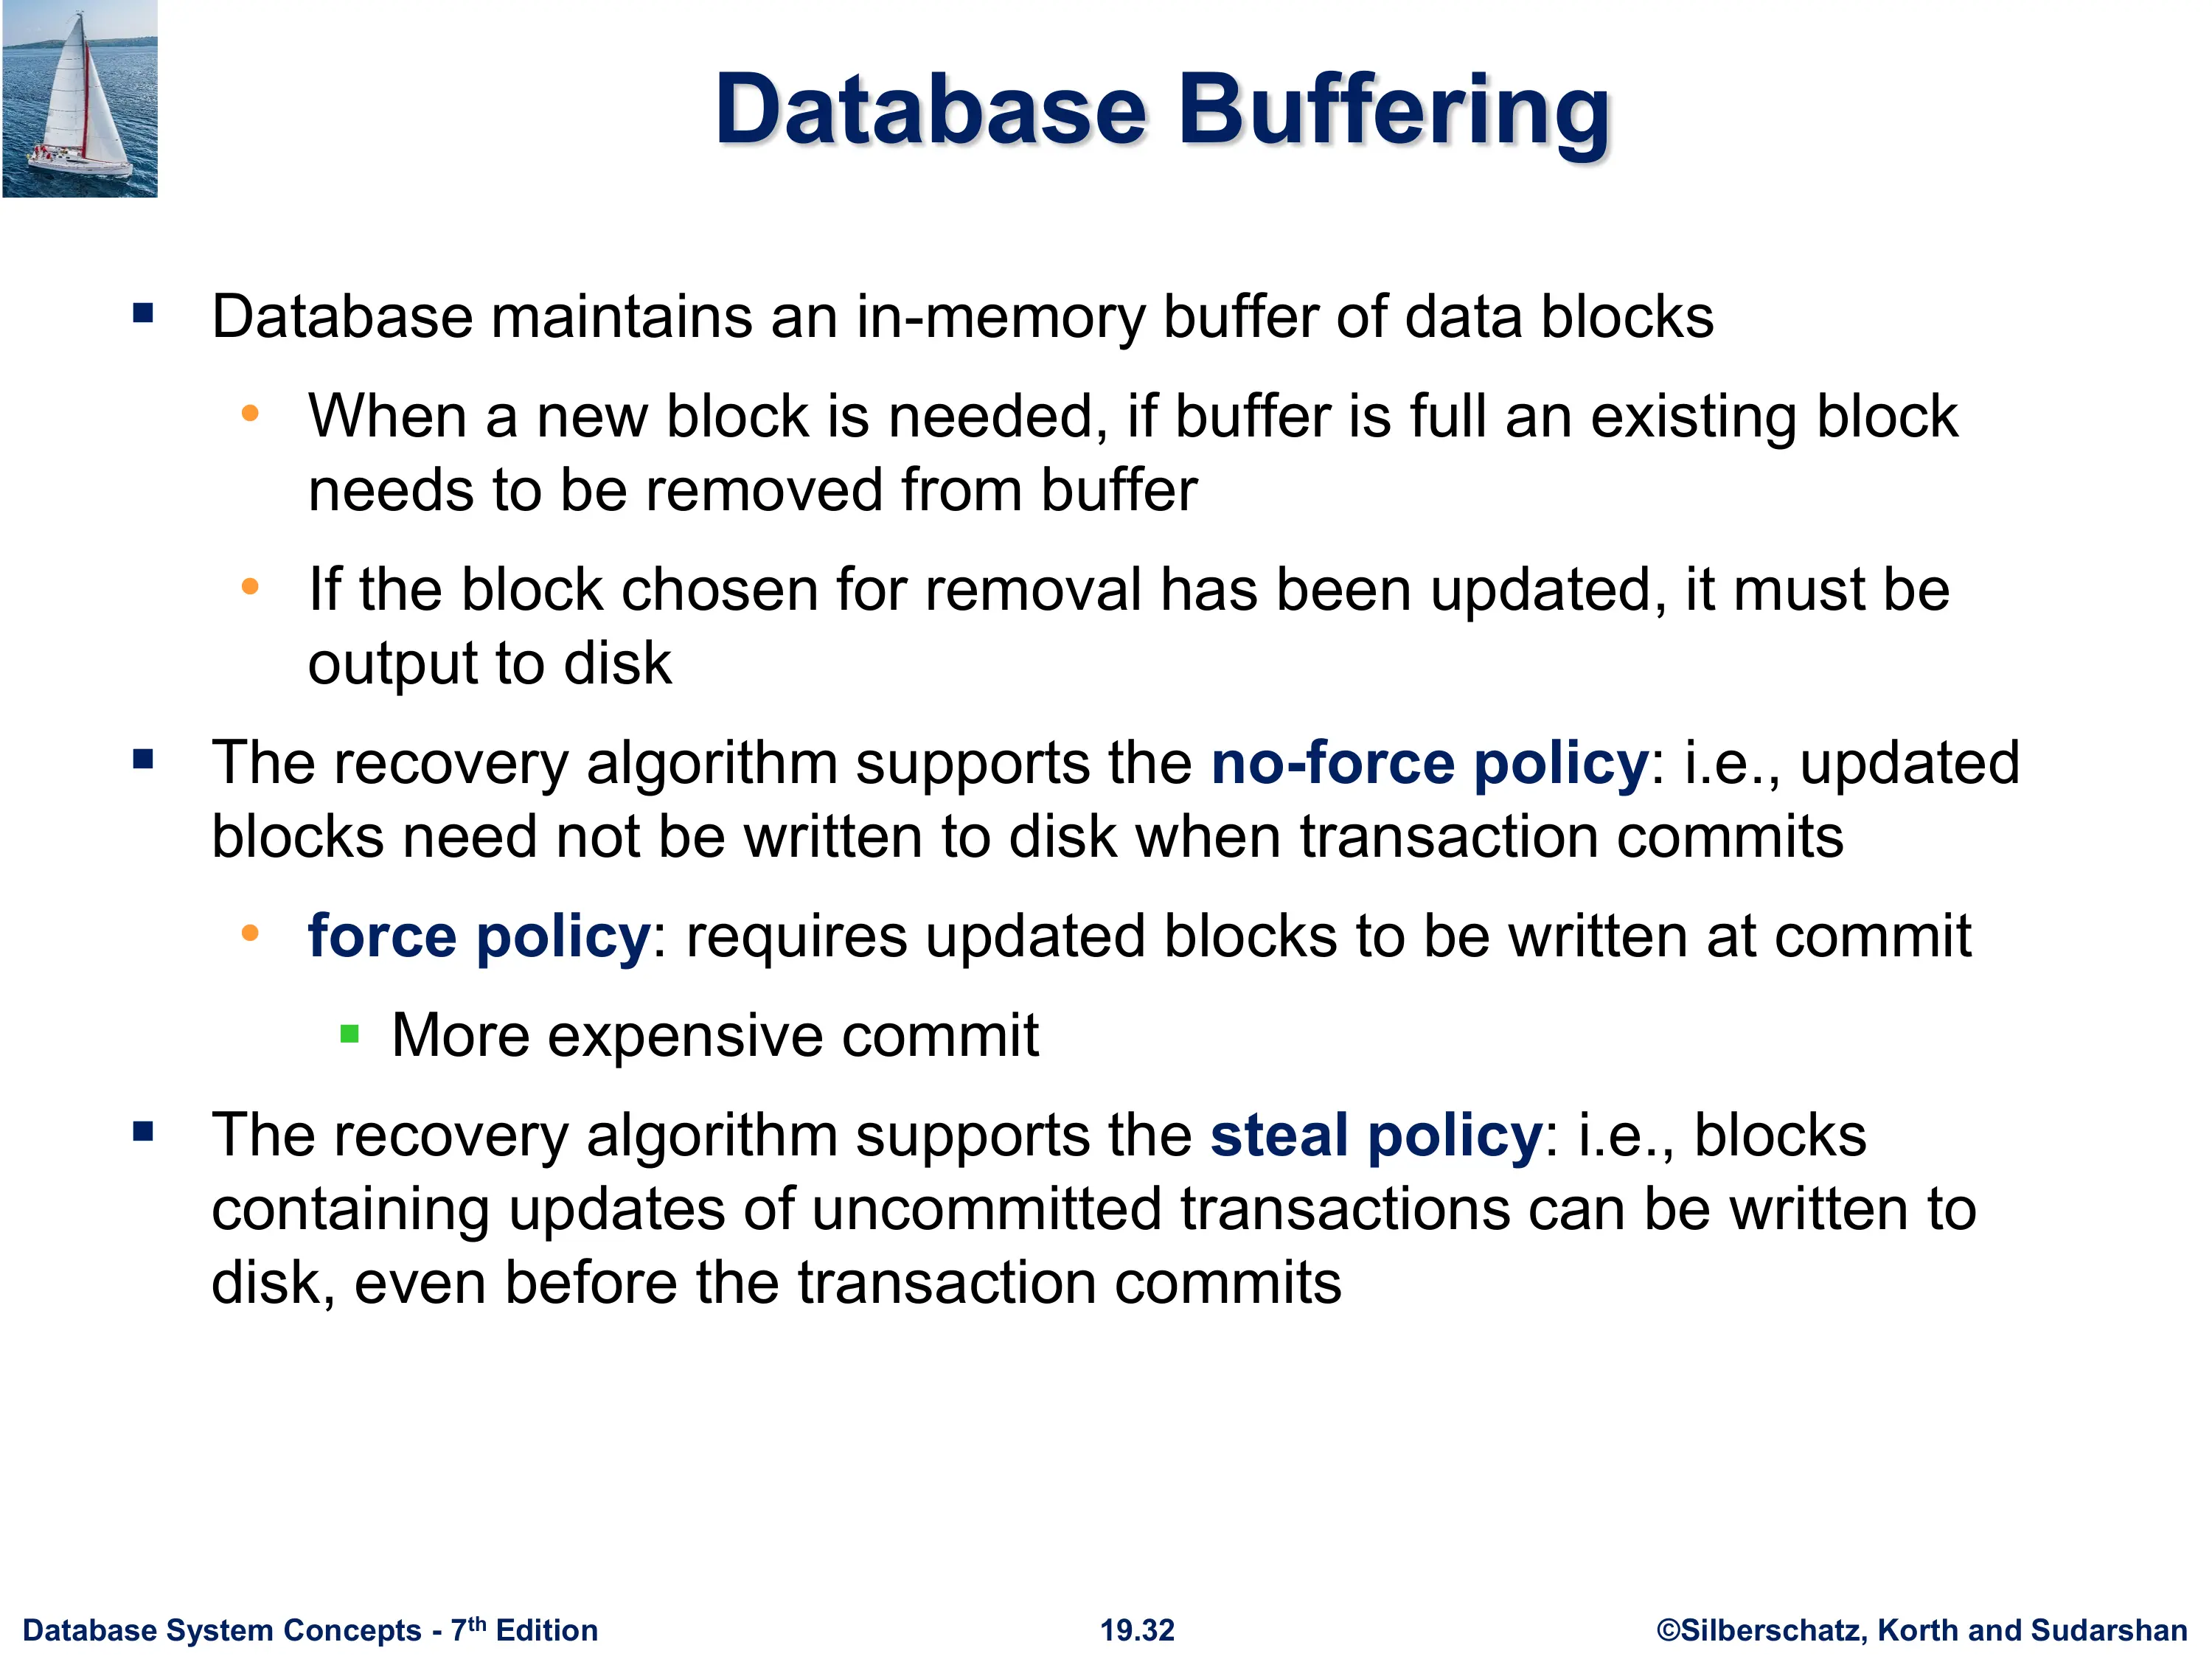 Database Buffering
▪ Database maintains an in-memory buffer of data blocks
• When a new block is needed, if buffer is full an existing block
needs to be removed from buffer
• If the block chosen for removal has been updated, it must be
output to disk
▪ The recovery algorithm supports the no-force policy: i.e., updated
blocks need not be written to disk when transaction commits
• force policy: requires updated blocks to be written at commit
▪ More expensive commit
▪ The recovery algorithm supports the steal policy: i.e., blocks
containing updates of uncommitted transactions can be written to
disk, even before the transaction commits
Database System Concepts - 7th Edition
19.32
©Silberschatz, Korth and Sudarshan